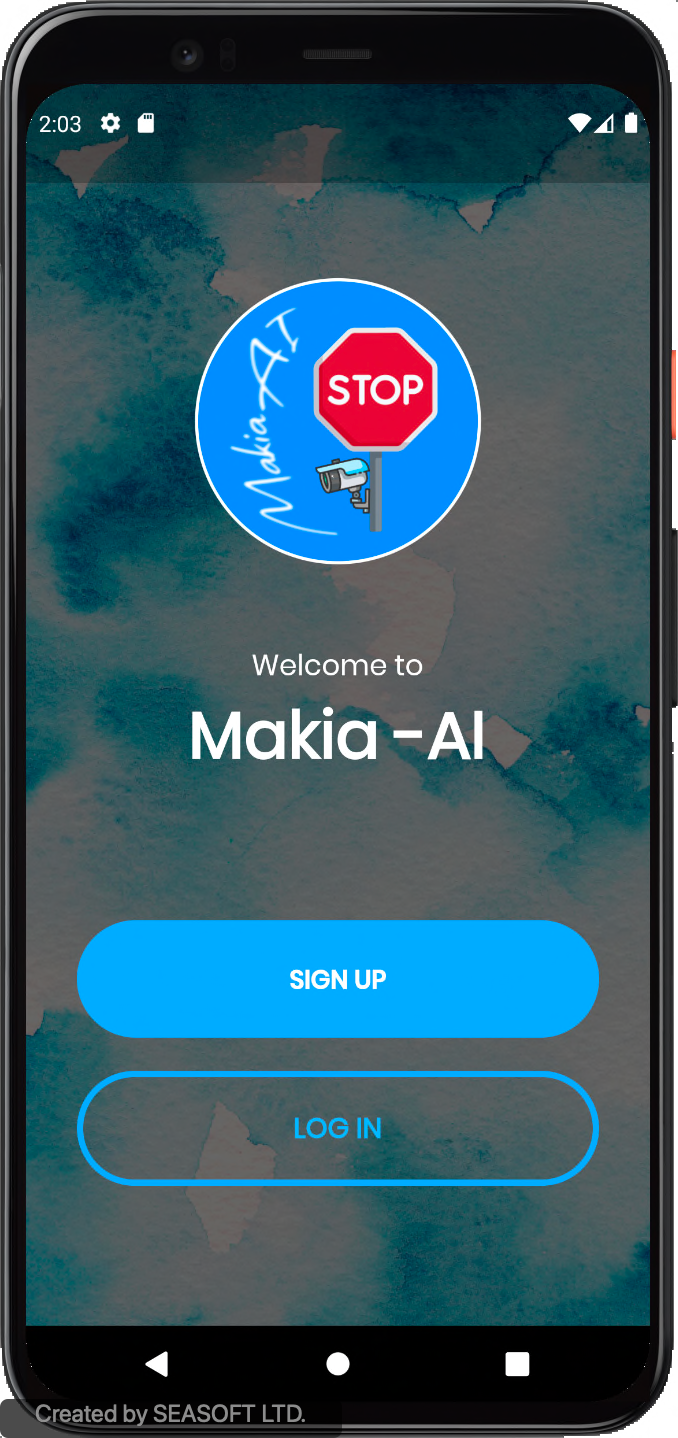 2:03
Makia-AI
STOP
Welcome to
Makia -AI
SIGN UP
LOG IN
Created by SEASOFT LTD.